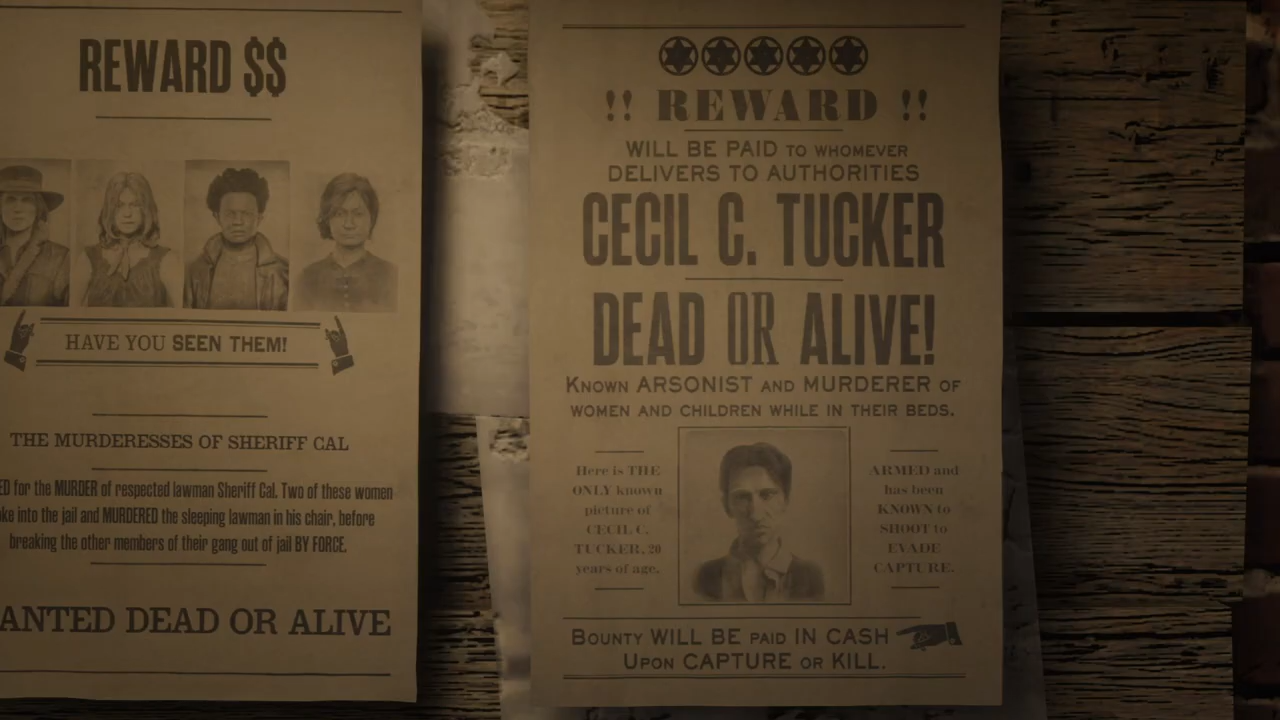 REWARD $$
HAVE YOU SEEN THEM!
THE MURDERESSES OF SHERIFF CAL
for the MURDER of respected lawman Sheriff Cal. Two of these women
into the jail and MURDERED the sleeping lawman in his chair, before
breaking the other members of their gang out of jail BY FORCE.
DEAD OR ALIVE
!! REWARD !!
WILL BE PAID TO WHOMEVER
DELIVERS TO AUTHORITIES
CECIL C. TUCKER
DEAD OR ALIVE!
KNOWN ARSONIST AND MURDERER OF
WOMEN AND CHILDREN WHILE IN THEIR BEDS.
Here is THE
ONLY known
picture of
CECIL C.
TUCKER, 20
years of age.
ARMED and
has been
KNOWN to
SHOOT to
EVADE
CAPTURE.
BOUNTY WILL BE PAID IN CASH
UPON CAPTURE OR KILL.